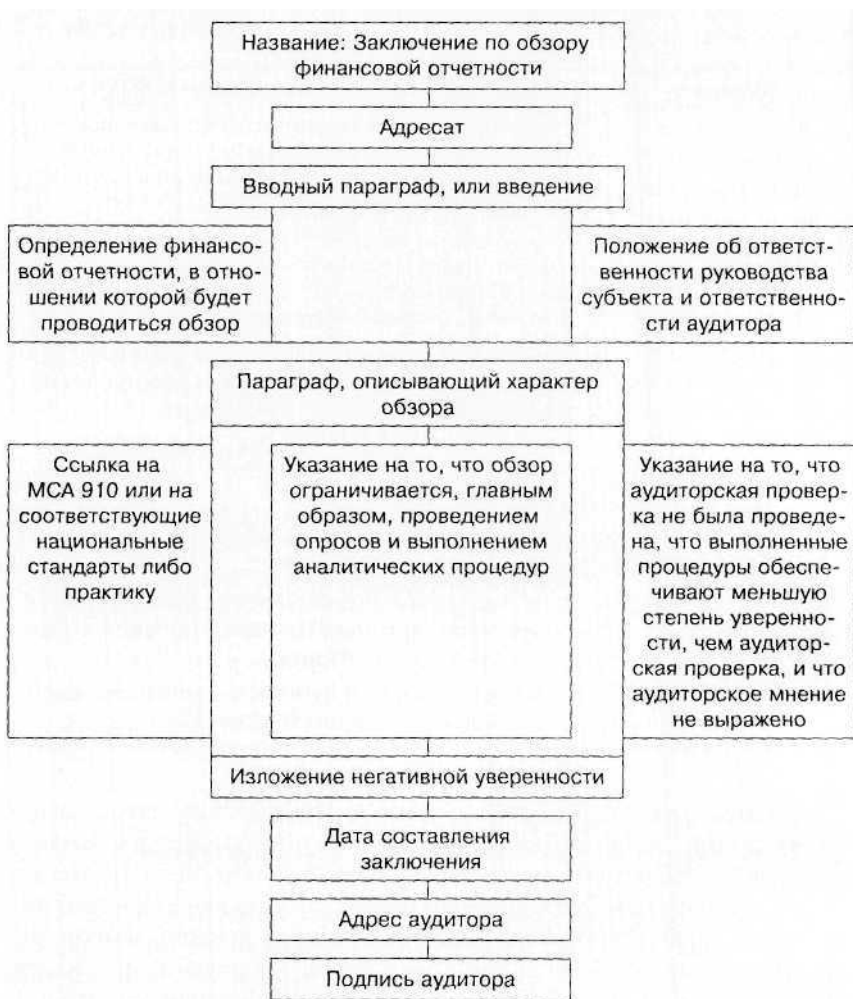 Название: Заключение по обзору
финансовой отчетности
Адресат
Вводный параграф, или введение
Определение финансо-
вой отчетности, в отно-
шении которой будет
проводиться обзор
Положение об ответст-
венности руководства
субъекта и ответственно-
сти аудитора
Параграф, описывающий характер
обзора
Ссылка на
МСА 910 или на
соответствующие
национальные
стандарты либо
практику
Указание на то, что обзор
ограничивается, главным
образом, проведением
опросов и выполнением
аналитических процедур
Указание на то, что
аудиторская провер-
ка не была проведе-
на, что выполненные
процедуры обеспе-
чивают меньшую
степень уверенно-
сти, чем аудитор-
ская проверка, и что
аудиторское мнение
не выражено
Изложение негативной уверенности
Дата составления
заключения
Адрес аудитора
Подпись аудитора